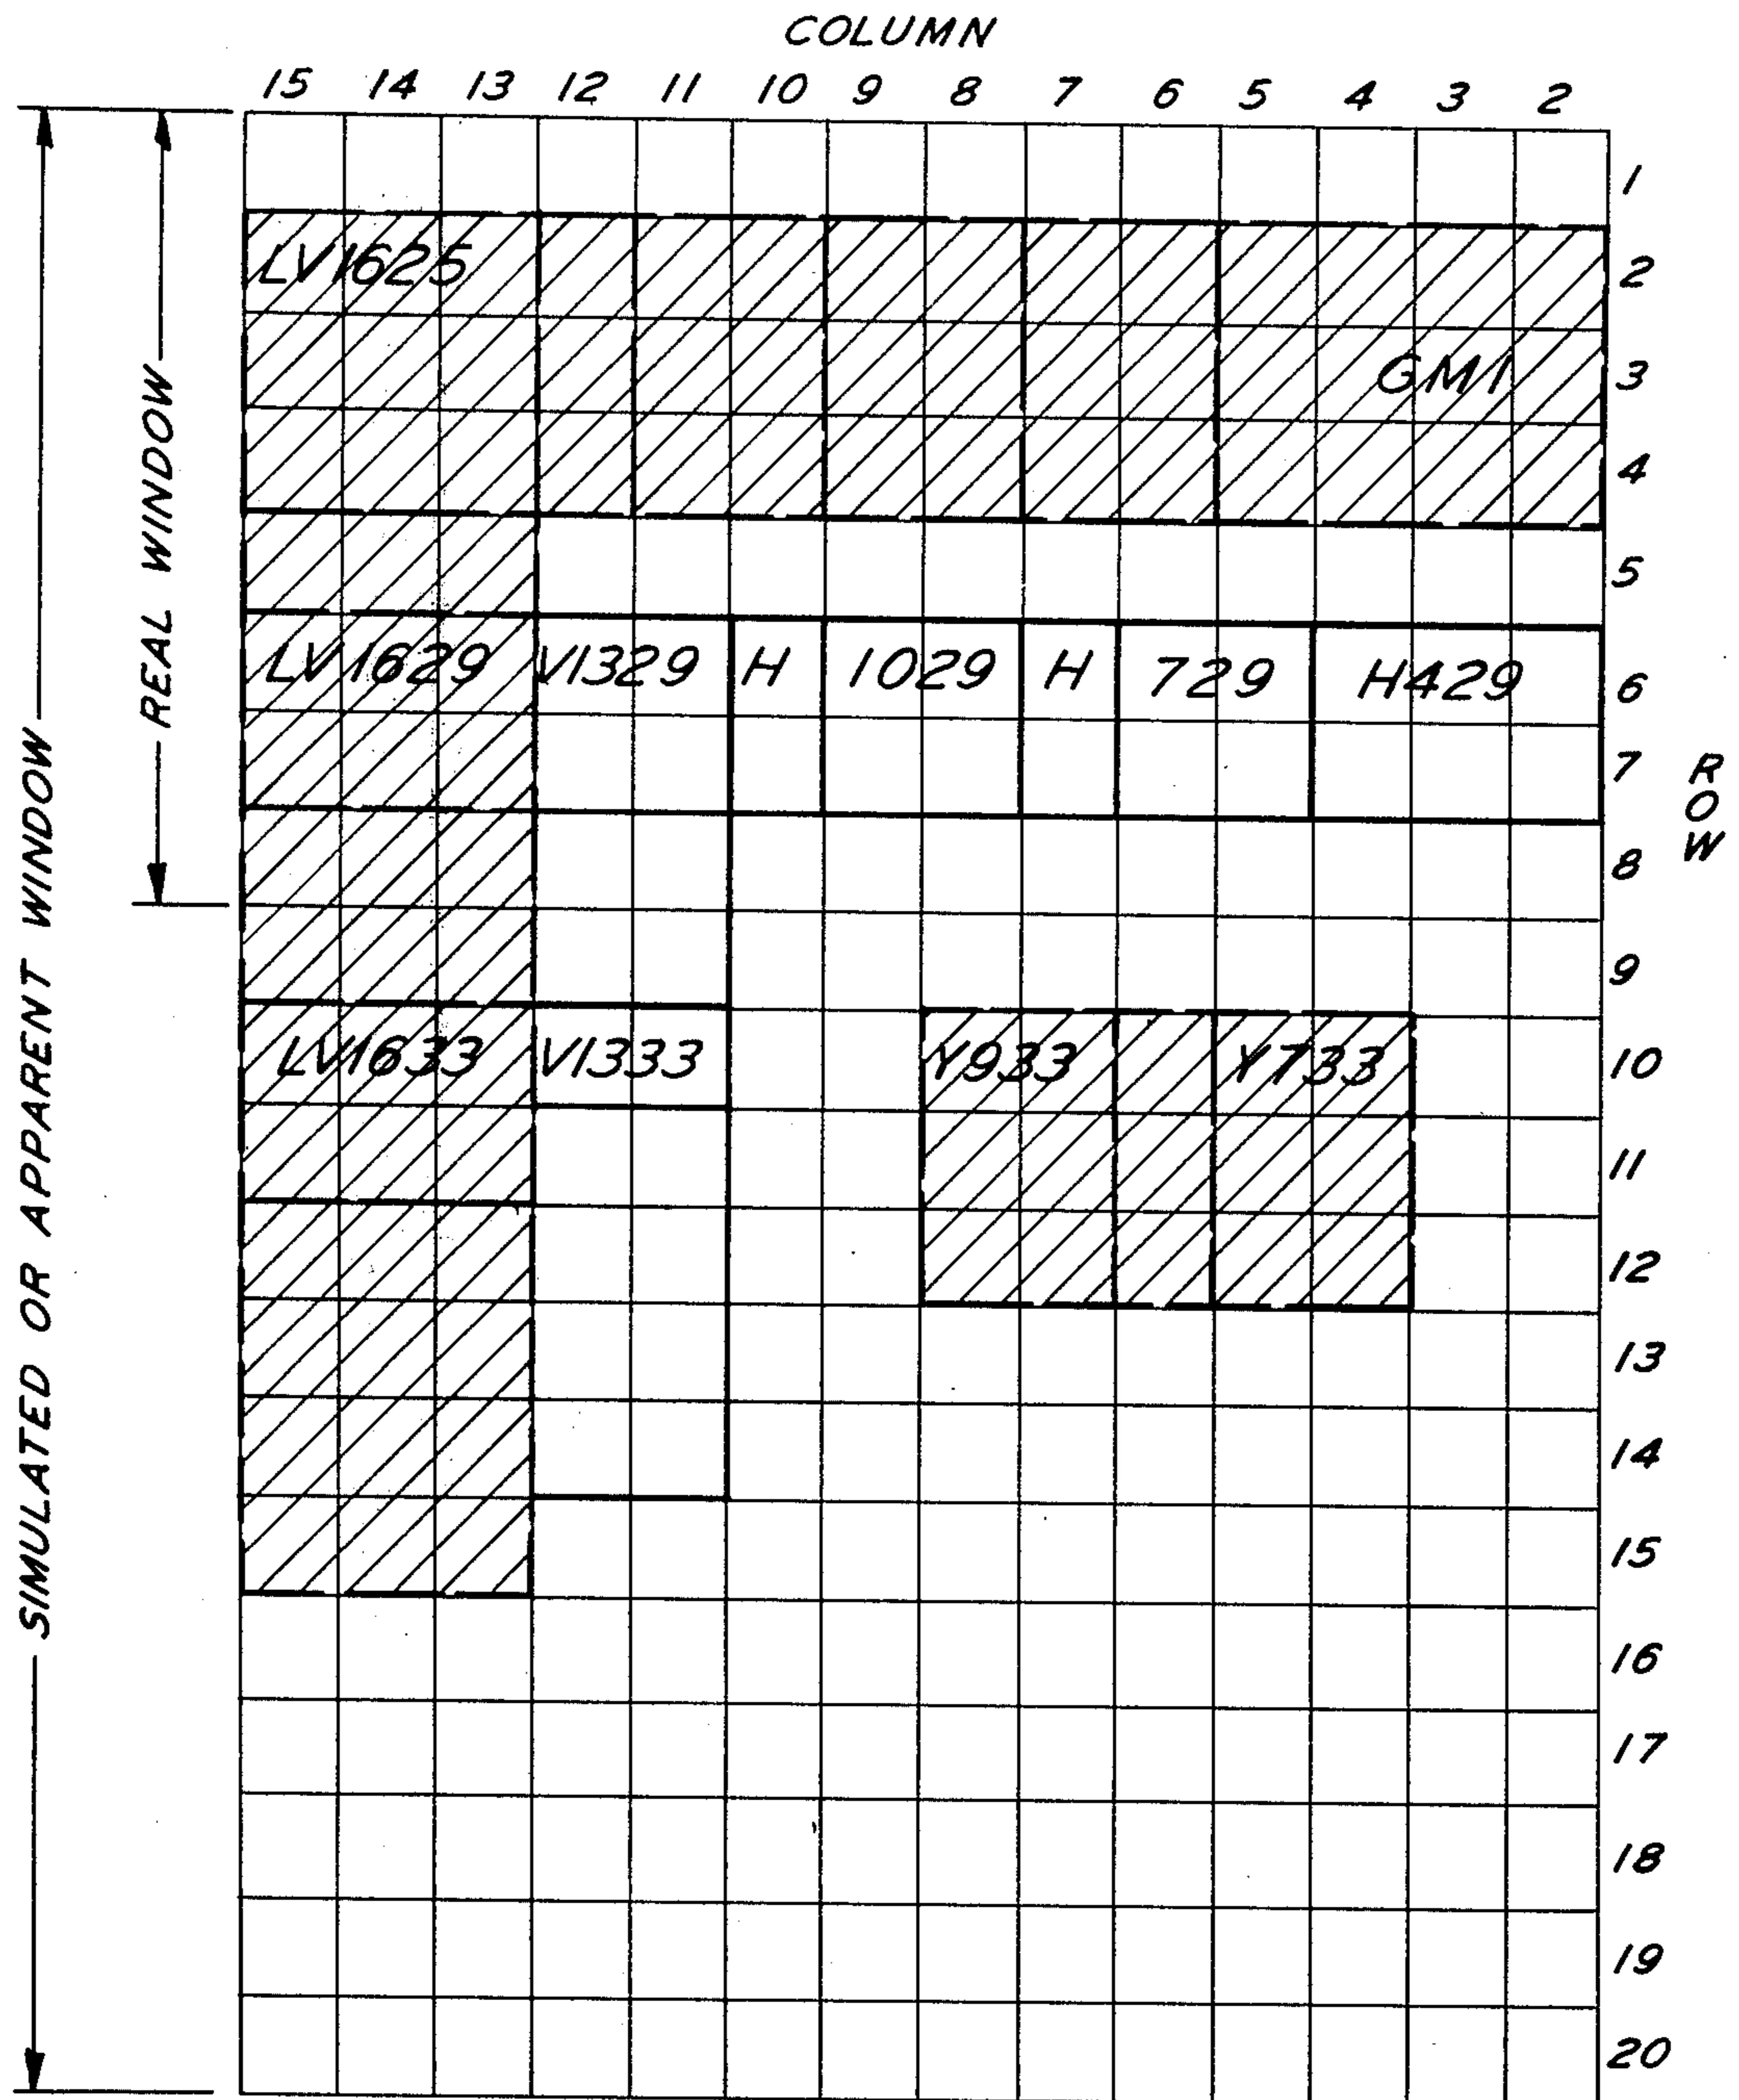 COLUMN
15 14 13 12 11 10 9 8 7 6 5 4 3 2
1
LV1625 2
GM1 3
4
5
LV1629 V1329 H 1029 H 729 H429 6
7
8
9
LV1633 V1333 Y933 Y733 10
11
12
13
14
15
16
17
18
19
20
ROW
REAL WINDOW
SIMULATED OR APPARENT WINDOW